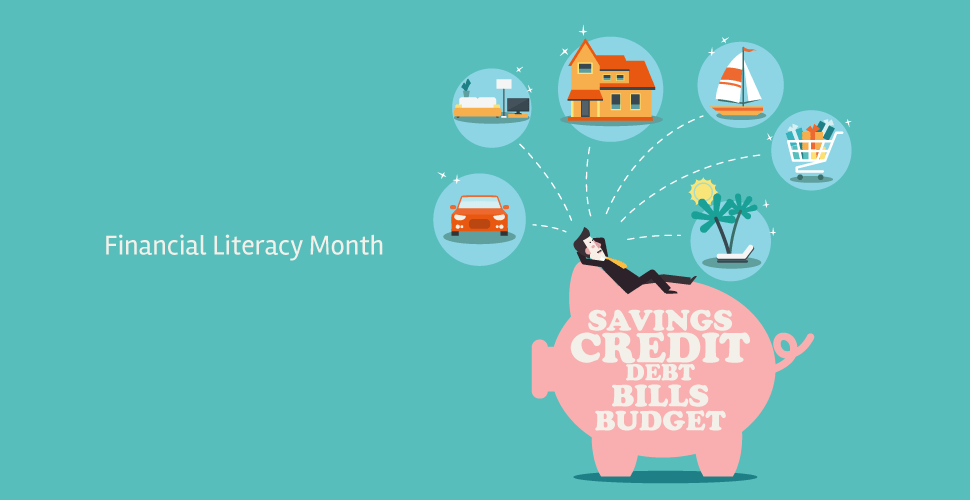 Financial Literacy Month
SAVINGS
CREDIT
DEBT
BILLS
BUDGET